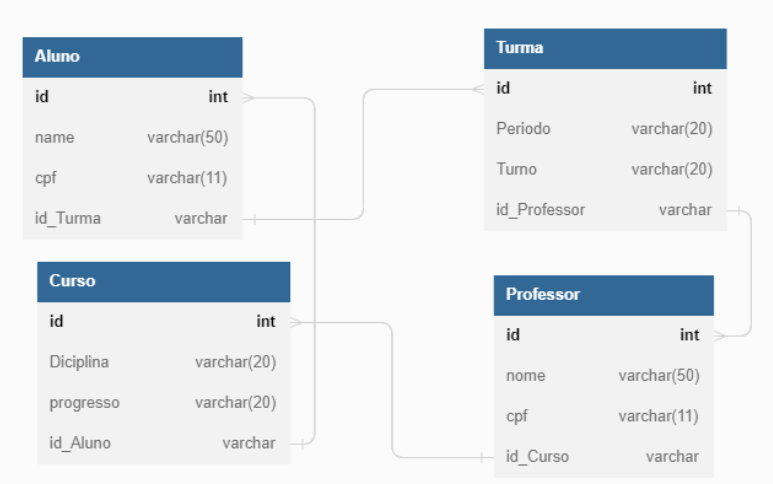 Aluno
id int
name varchar(50)
cpf varchar(11)
id_Turma varchar
Turma
id int
Periodo varchar(20)
Turno varchar(20)
id_Professor varchar
Curso
id int
Diciplina varchar(20)
progresso varchar(20)
id_Aluno varchar
Professor
id int
nome varchar(50)
cpf varchar(11)
id_Curso varchar